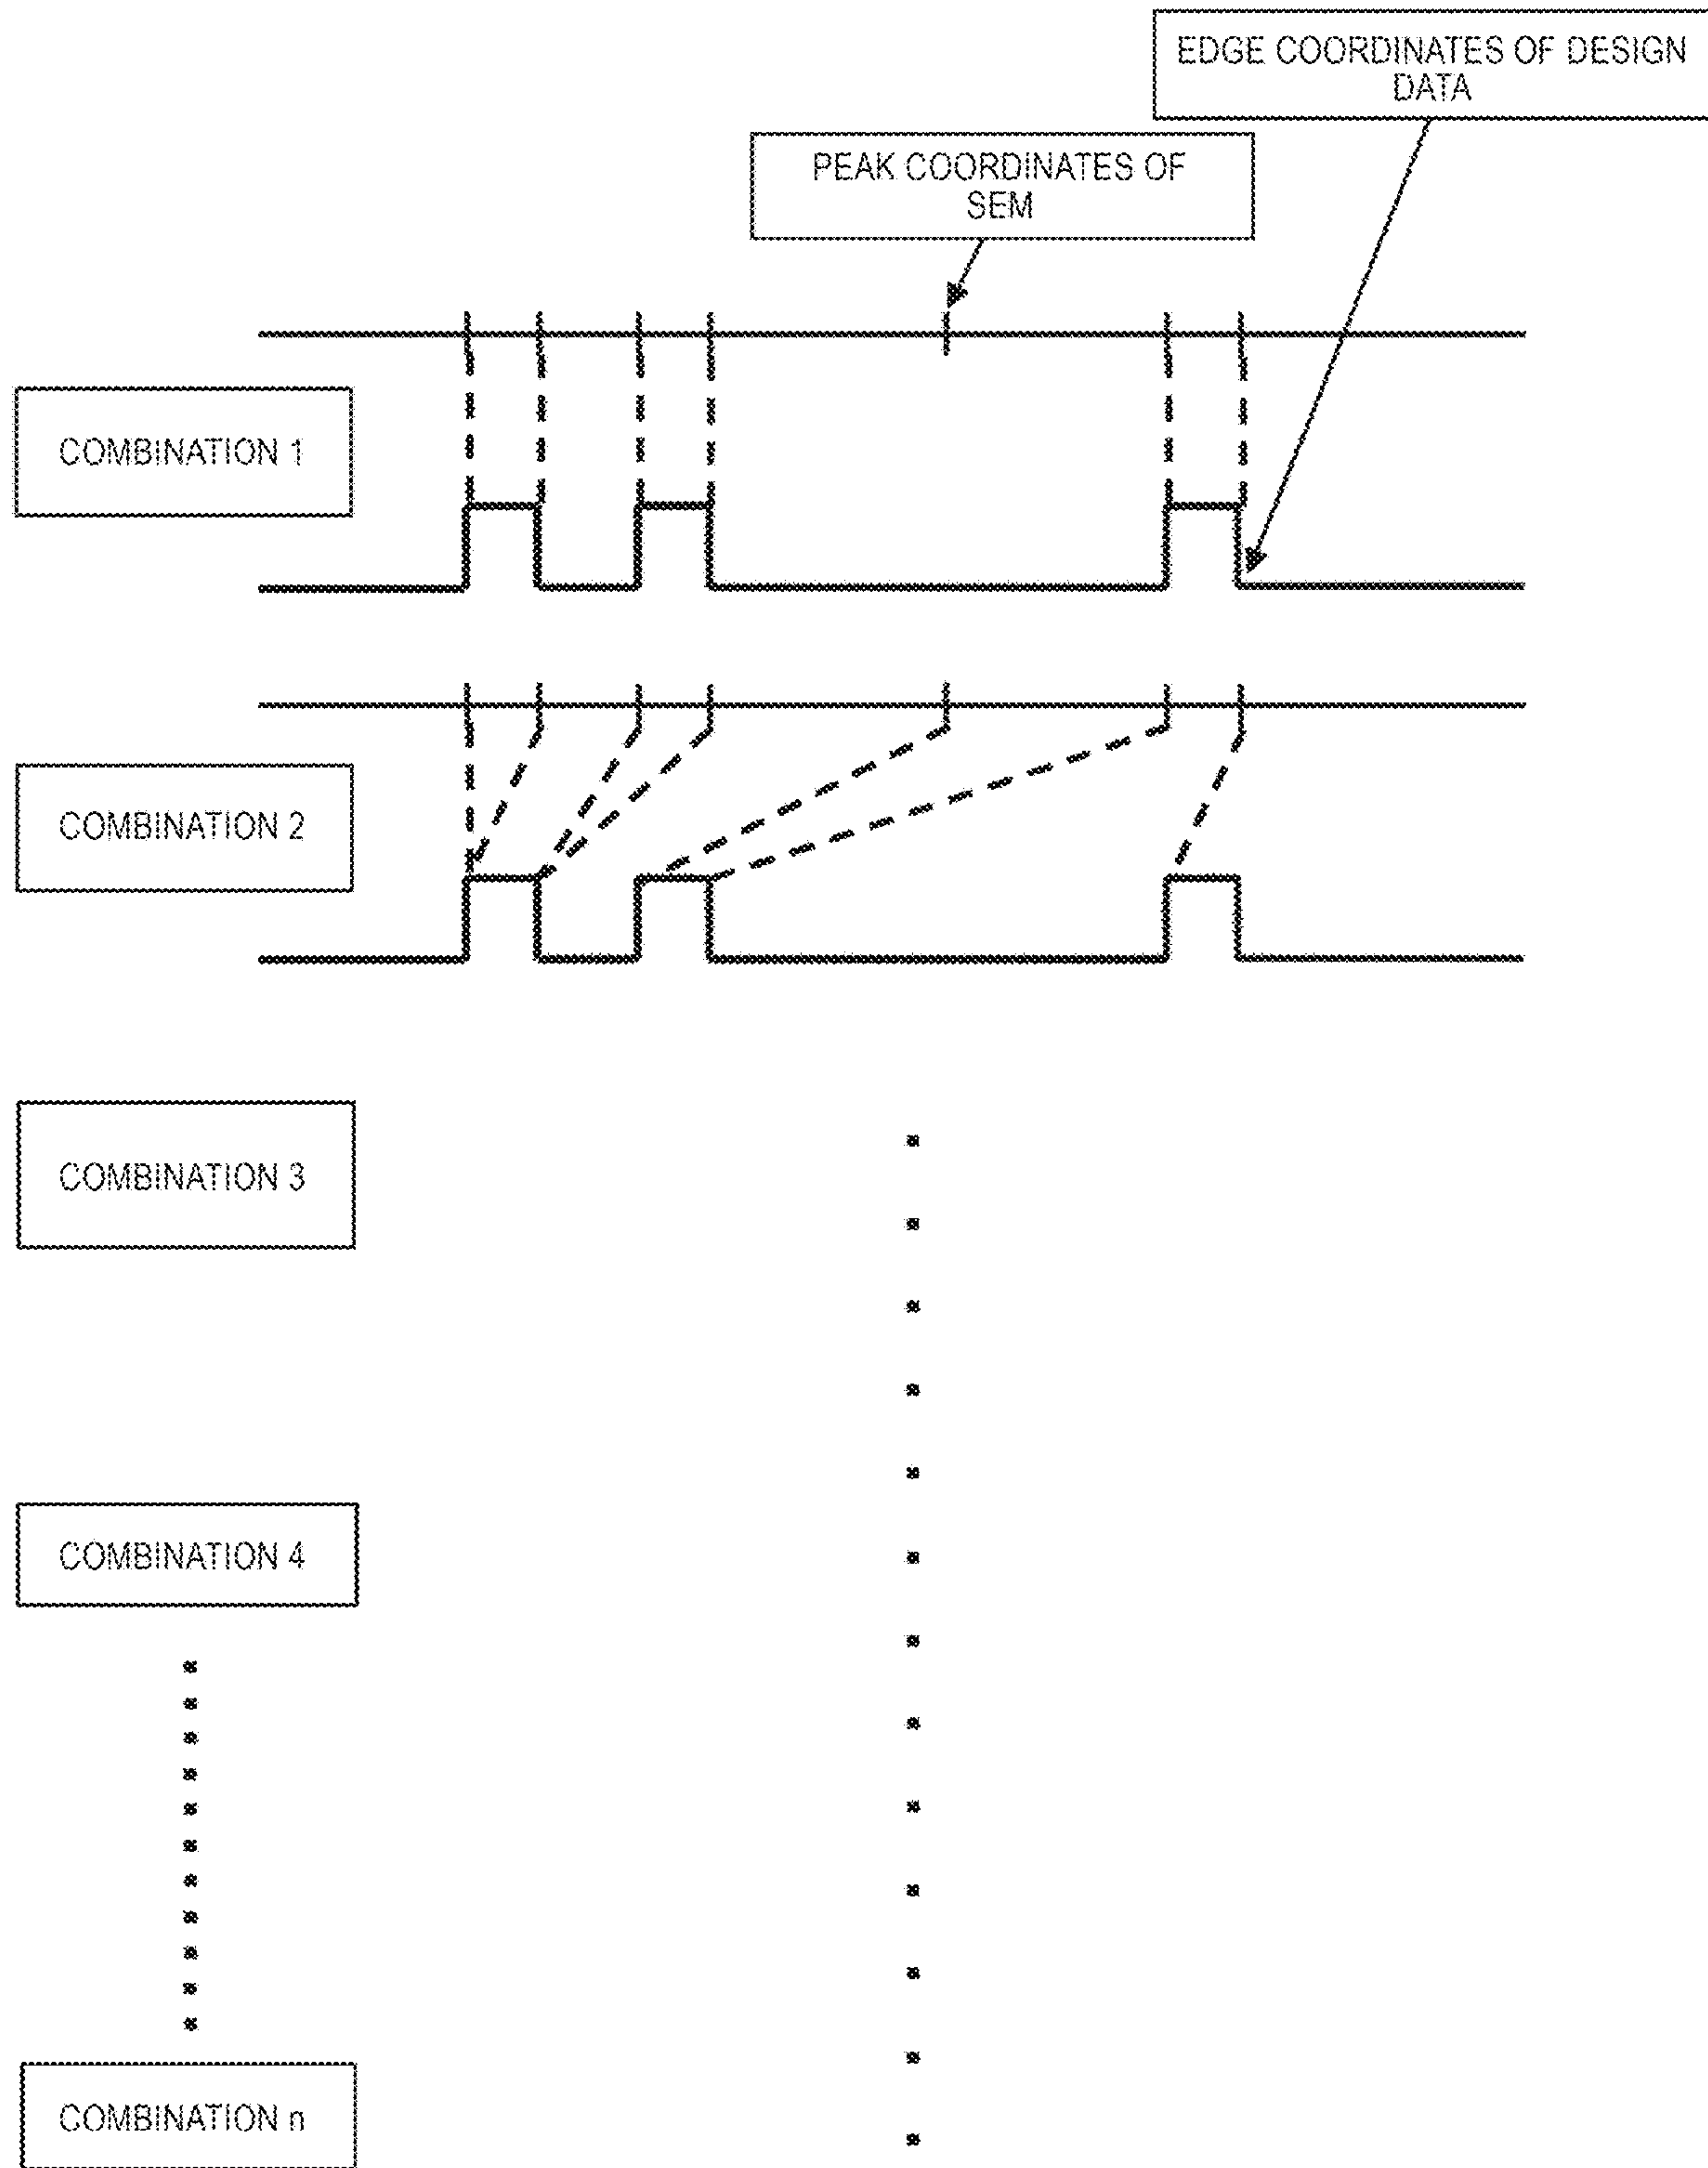 EDGE COORDINATES OF DESIGN
DATA
PEAK COORDINATES OF
SEM
COMBINATION 1
COMBINATION 2
COMBINATION 3
COMBINATION 4
COMBINATION n